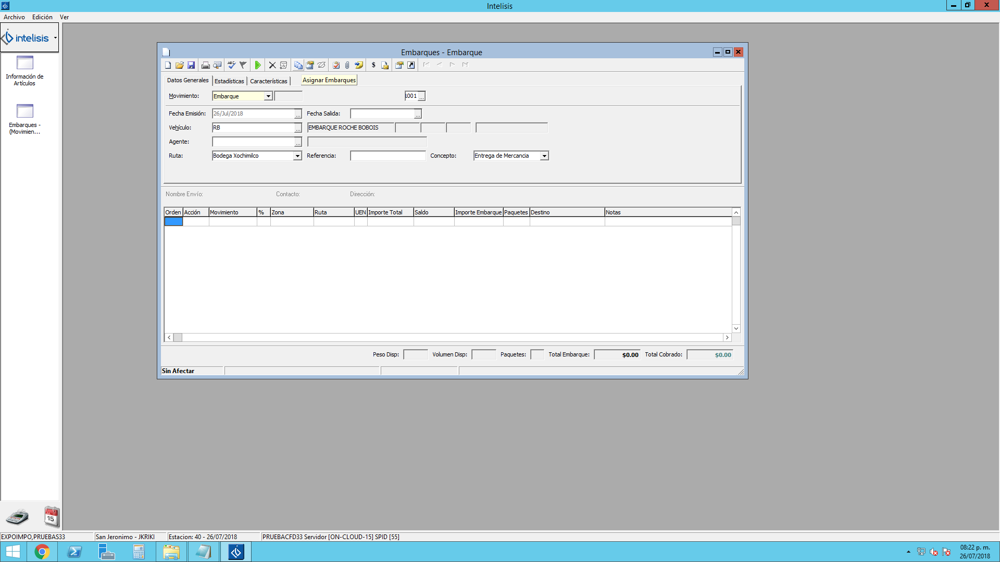 Intelisis
Archivo Edición Ver
intelisis
Información de
Artículos
Embarques -
(Movimien...
Embarques - Embarque
ABC $
Datos Generales Estadísticas Características Asignar Embarques
Movimiento: Embarque 1001 ...
Fecha Emisión: 26/Jul/2018 ... Fecha Salida: ...
Vehículo: RB ... EMBARQUE ROCHE BOBOIS
Agente: ...
Ruta: Bodega Xochimilco Referencia: Concepto: Entrega de Mercancia
Nombre Envío: Contacto: Dirección:
Orden Acción Movimiento % Zona Ruta UEN Importe Total Saldo Importe Embarque Paquetes Destino Notas
Peso Disp: Volumen Disp: Paquetes: Total Embarque: $0.00 Total Cobrado: $0.00
Sin Afectar
15
EXPOIMPO,PRUEBAS33 San Jeronimo - JKRIKI Estacion: 40 - 26/07/2018 PRUEBACFD33 Servidor [ON-CLOUD-15] SPID [55]
08:22 p. m.
26/07/2018